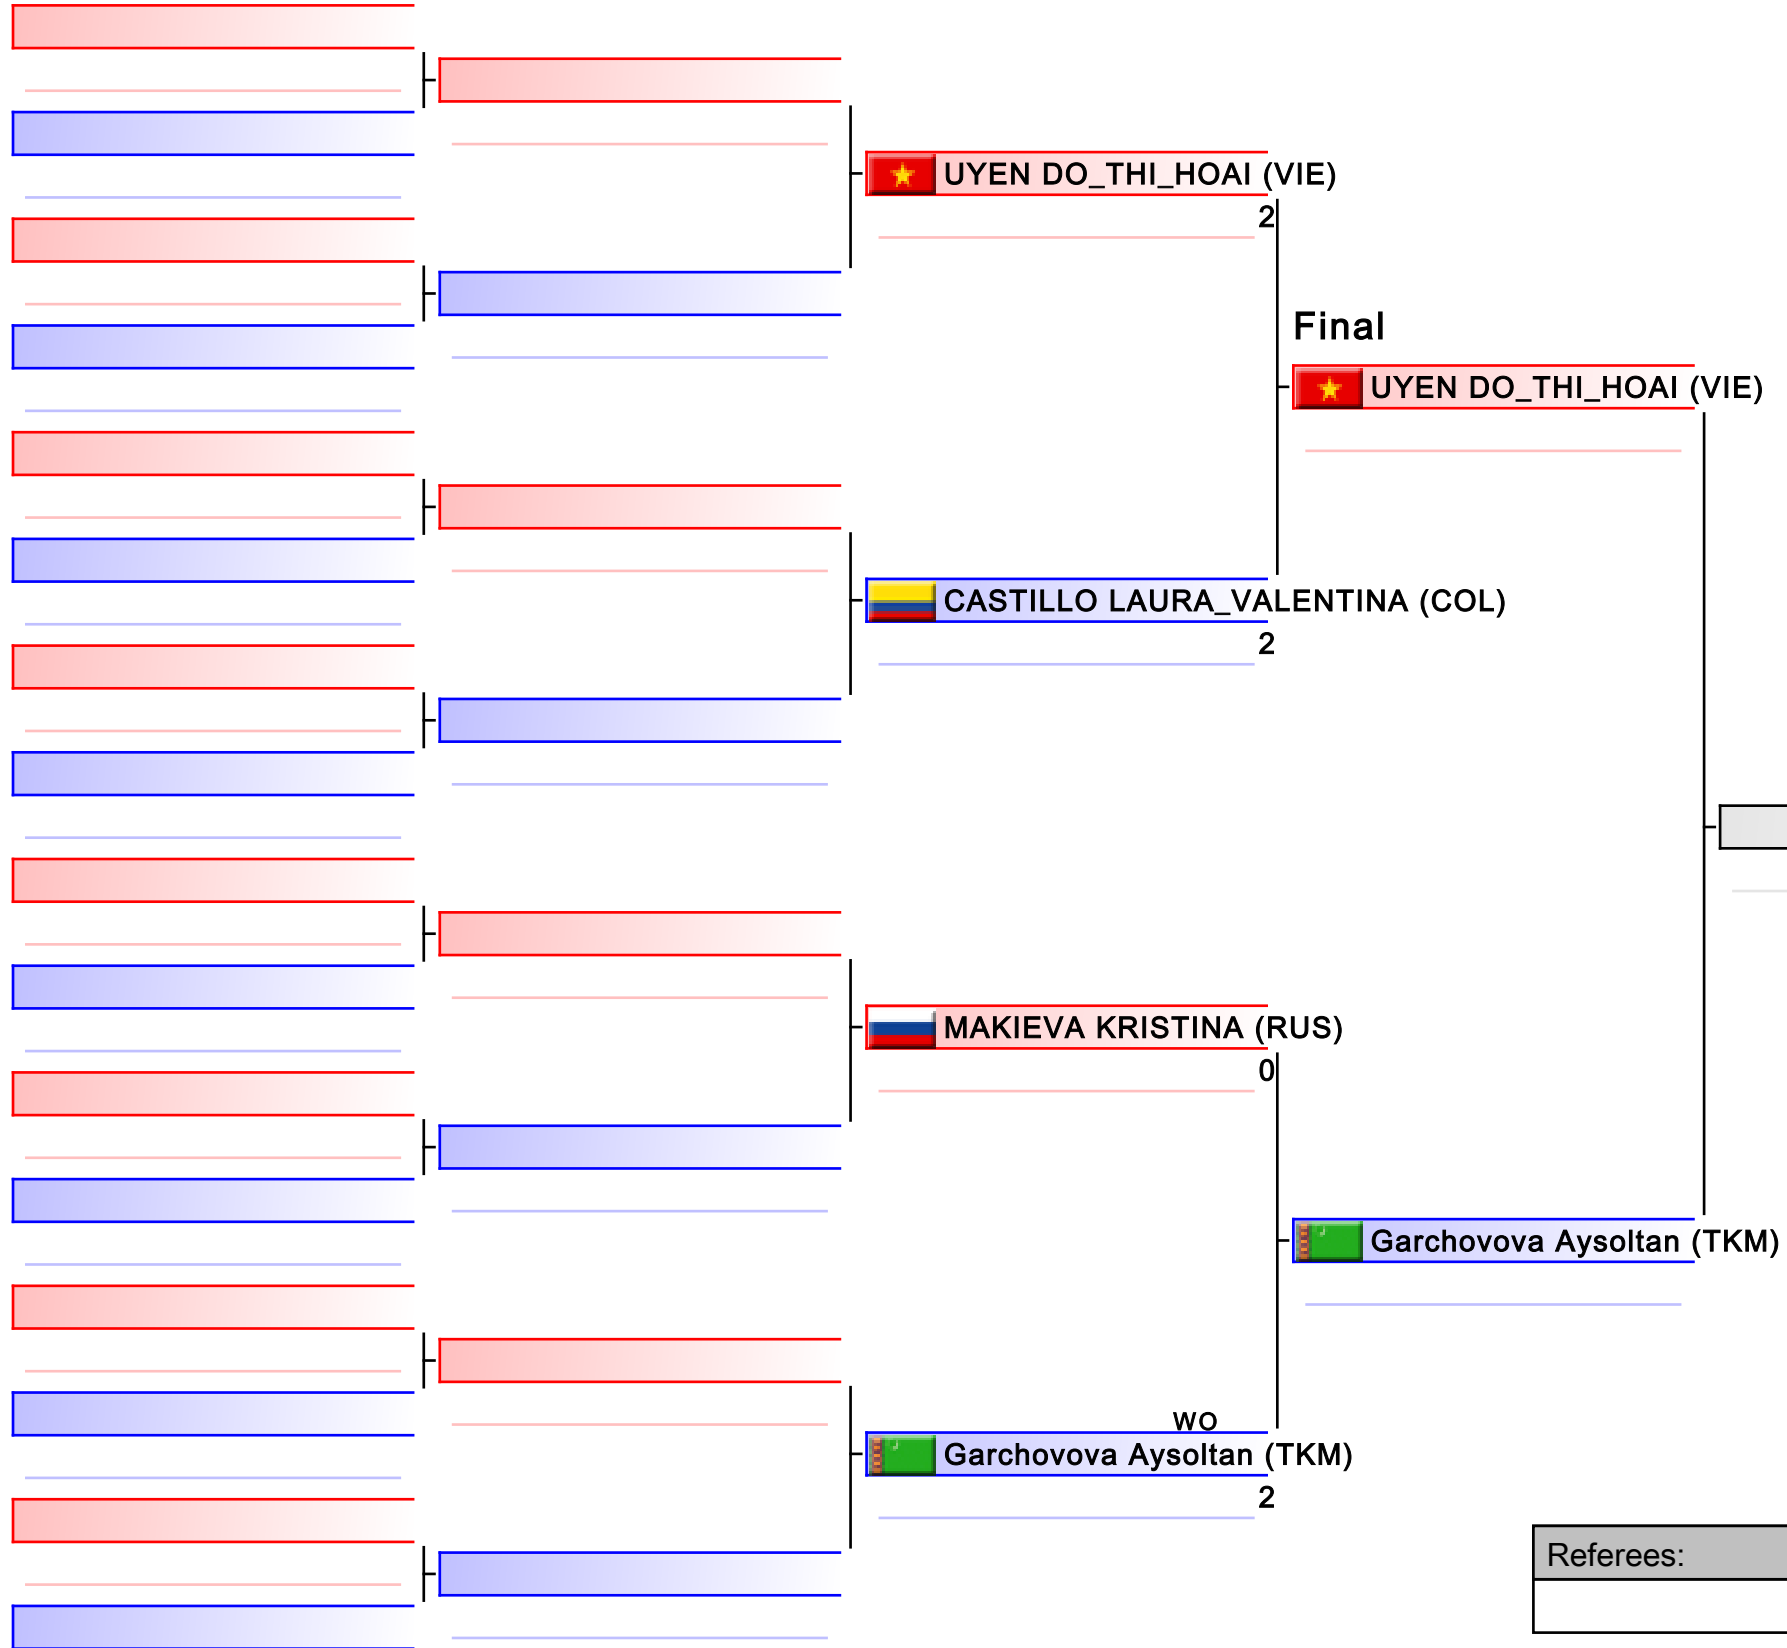 UYEN DO_THI_HOAI (VIE)
2
Final
UYEN DO_THI_HOAI (VIE)
CASTILLO LAURA_VALENTINA (COL)
2
MAKIEVA KRISTINA (RUS)
0
Garchovova Aysoltan (TKM)
WO
Garchovova Aysoltan (TKM)
2
Referees: